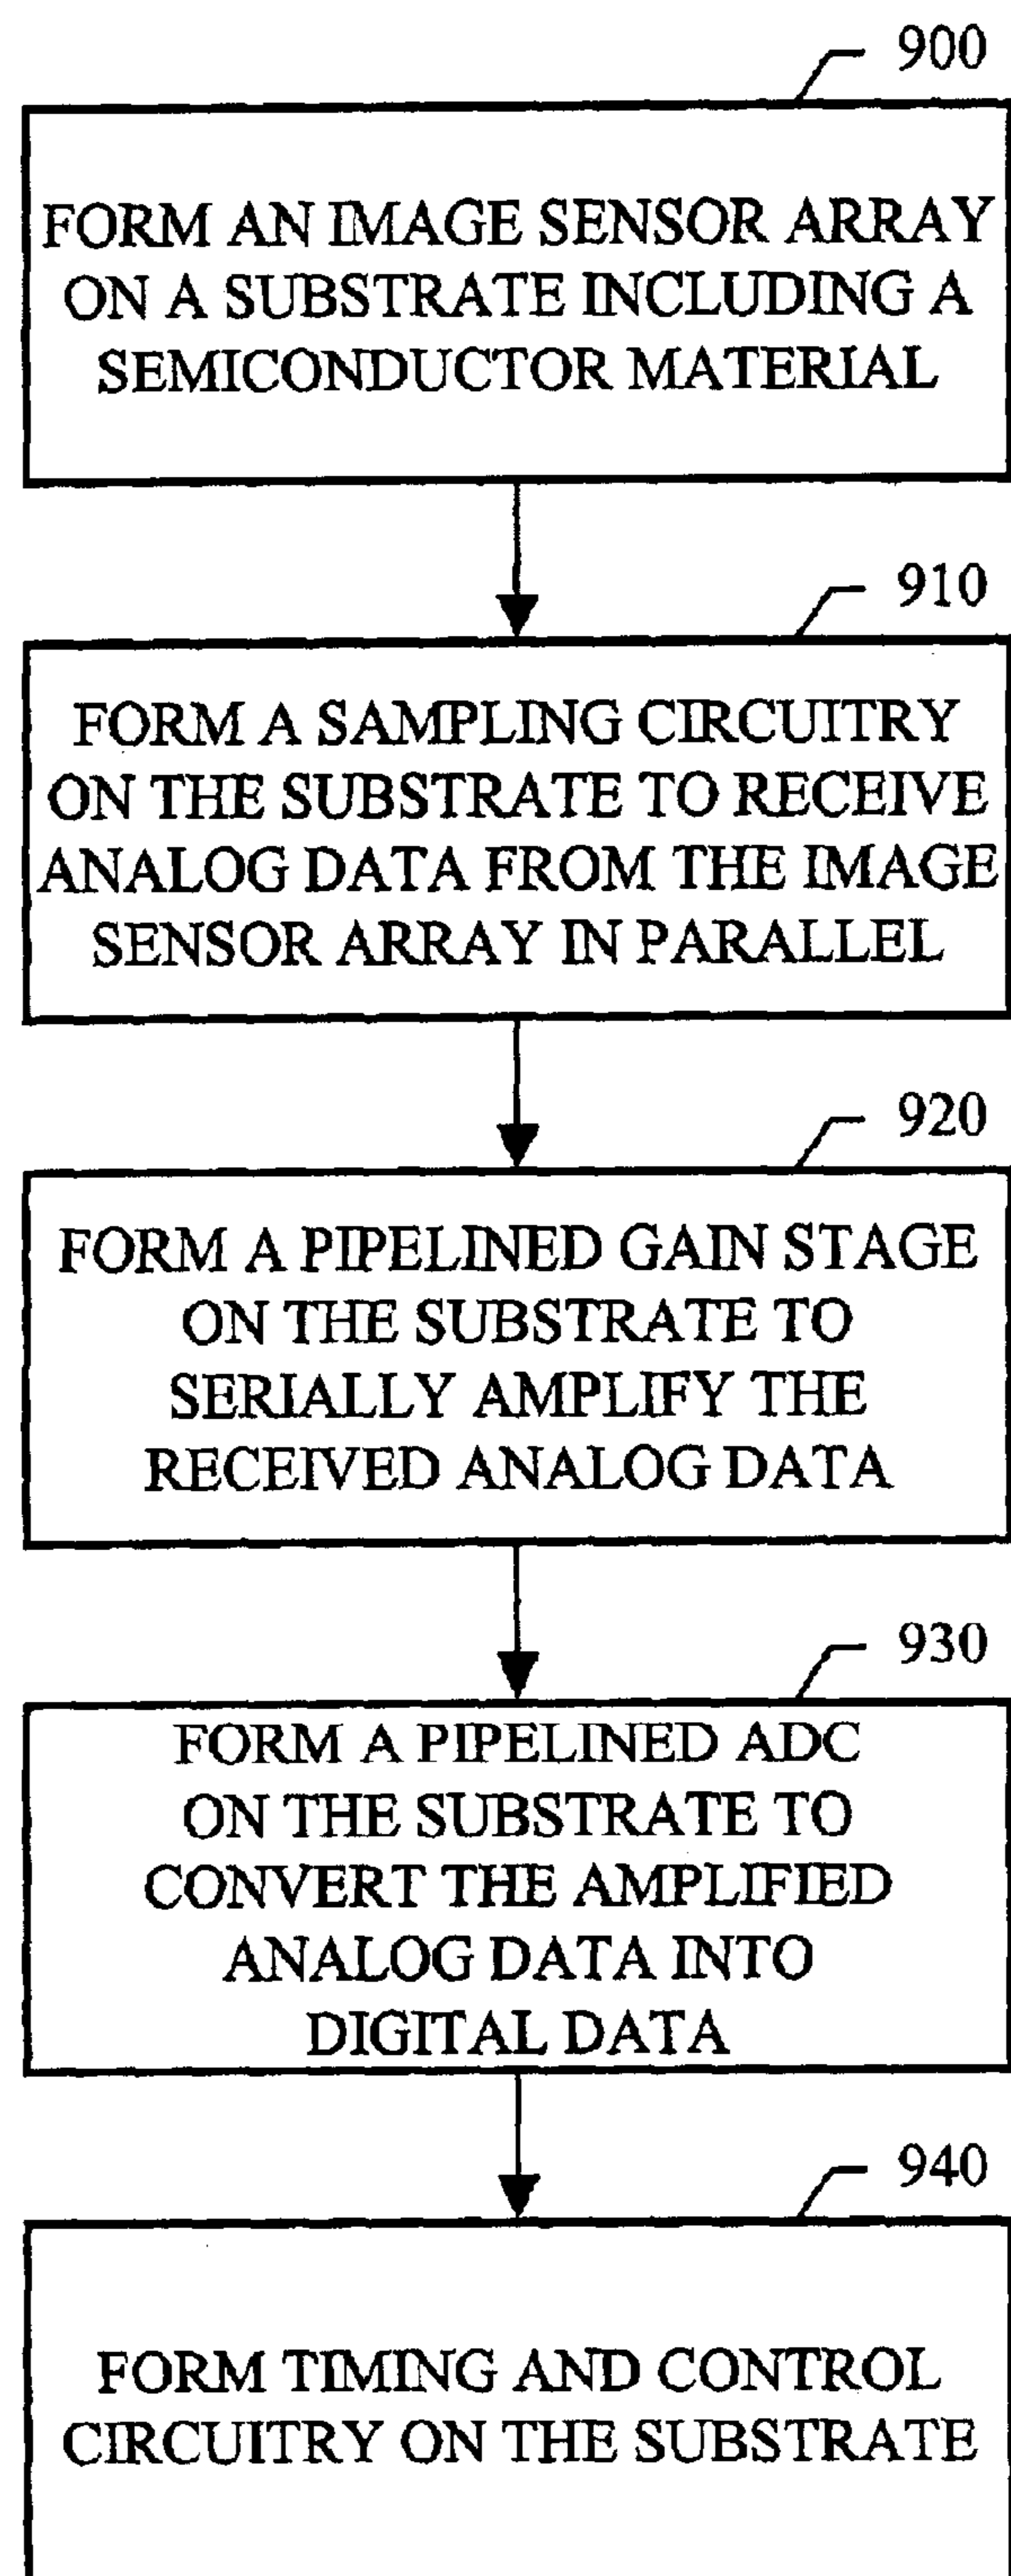 900
FORM AN IMAGE SENSOR ARRAY
ON A SUBSTRATE INCLUDING A
SEMICONDUCTOR MATERIAL
910
FORM A SAMPLING CIRCUITRY
ON THE SUBSTRATE TO RECEIVE
ANALOG DATA FROM THE IMAGE
SENSOR ARRAY IN PARALLEL
920
FORM A PIPELINED GAIN STAGE
ON THE SUBSTRATE TO
SERIALLY AMPLIFY THE
RECEIVED ANALOG DATA
930
FORM A PIPELINED ADC
ON THE SUBSTRATE TO
CONVERT THE AMPLIFIED
ANALOG DATA INTO
DIGITAL DATA
940
FORM TIMING AND CONTROL
CIRCUITRY ON THE SUBSTRATE